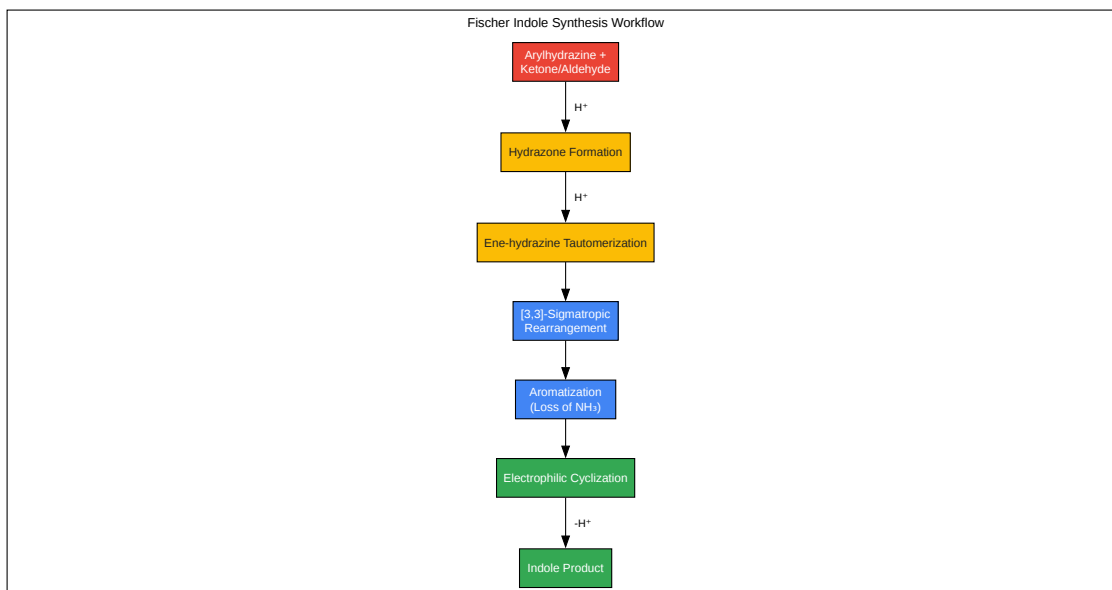 Fischer Indole Synthesis Workflow
Arylhydrazine +
Ketone/Aldehyde
H⁺
Hydrazone Formation
H⁺
Ene-hydrazine Tautomerization
[3,3]-Sigmatropic
Rearrangement
Aromatization
(Loss of NH₃)
Electrophilic Cyclization
-H⁺
Indole Product